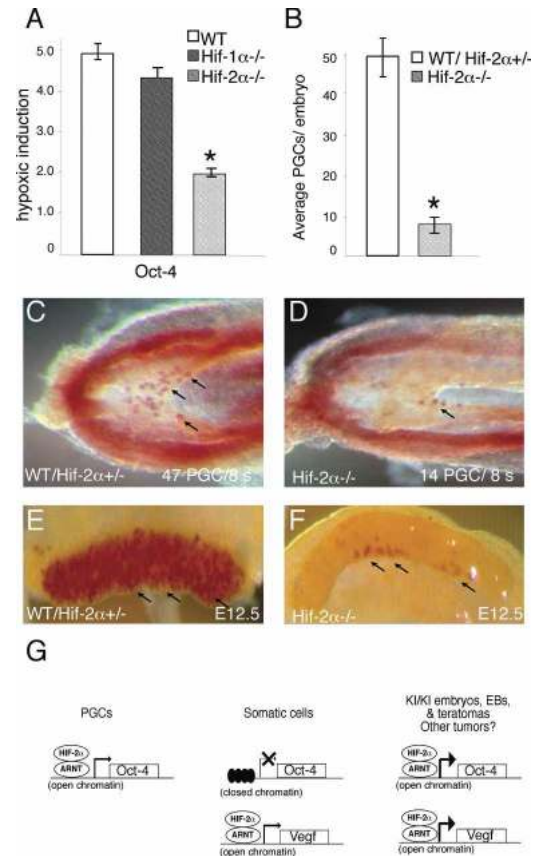 A
hypoxic induction
5.0
4.0
3.0
2.0
1.0
0
WT
Hif-1α-/-
Hif-2α-/-
*
Oct-4
B
Average PGCs/ embryo
50
40
30
20
10
0
WT/ Hif-2α+/-
Hif-2α-/-
*
C
WT/Hif-2α+/- 47 PGC/8 s
D
Hif-2α-/- 14 PGC/ 8 s
E
WT/Hif-2α+/- E12.5
F
Hif-2α-/- E12.5
G
PGCs
HIF-2α
ARNT
Oct-4
(open chromatin)
Somatic cells
X
Oct-4
(closed chromatin)
HIF-2α
ARNT
Vegf
(open chromatin)
KI/KI embryos, EBs,
& teratomas
Other tumors?
HIF-2α
ARNT
Oct-4
(open chromatin)
HIF-2α
ARNT
Vegf
(open chromatin)